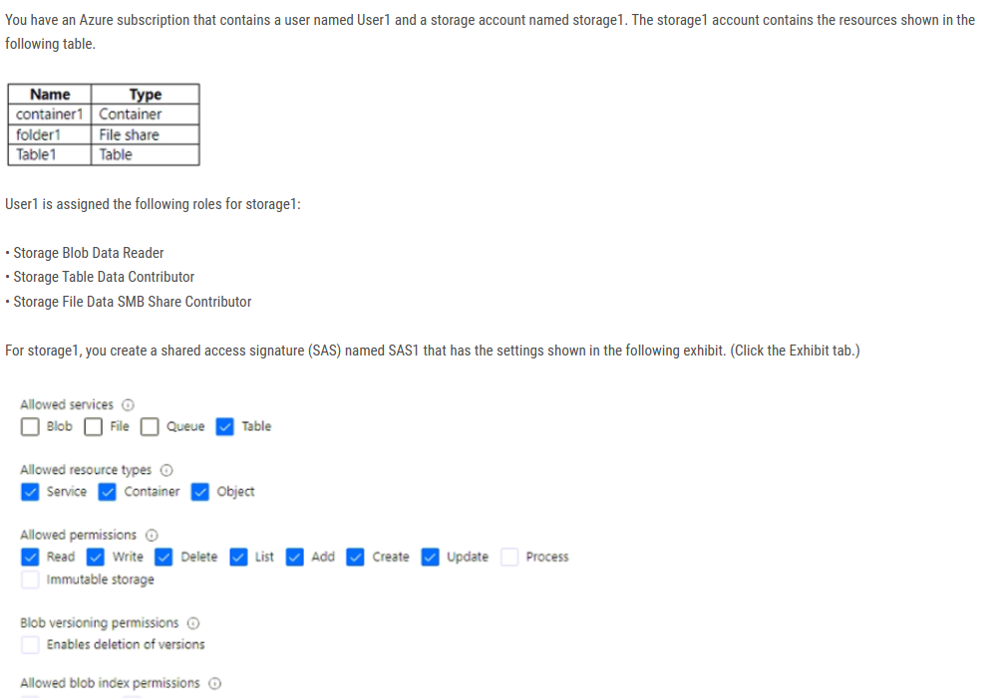 You have an Azure subscription that contains a user named User1 and a storage account named storage1. The storage1 account contains the resources shown in the
following table.
Name Type
container1 Container
folder1 File share
Table1 Table
User1 is assigned the following roles for storage1:
• Storage Blob Data Reader
• Storage Table Data Contributor
• Storage File Data SMB Share Contributor
For storage1, you create a shared access signature (SAS) named SAS1 that has the settings shown in the following exhibit. (Click the Exhibit tab.)
Allowed services
Blob File Queue Table
Allowed resource types
Service Container Object
Allowed permissions
Read Write Delete List Add Create Update Process
Immutable storage
Blob versioning permissions
Enables deletion of versions
Allowed blob index permissions